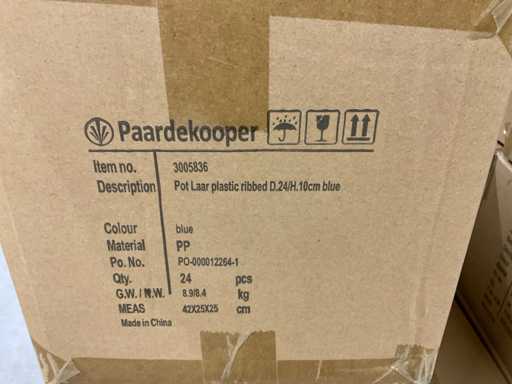 Paardekooper
Item no. 3005836
Description Pot Laar plastic ribbed D.24/H.10cm blue
Colour blue
Material PP
Po. No. PO-000012264-1
Qty. 24 pcs
G.W. / N.W. 8.9/8.4 kg
MEAS 42X25X25 cm
Made in China